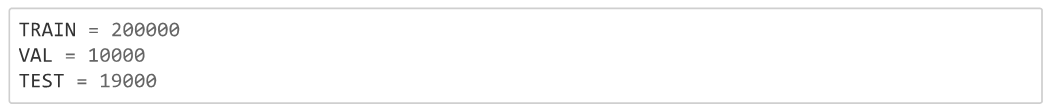 TRAIN = 200000
VAL = 10000
TEST = 19000